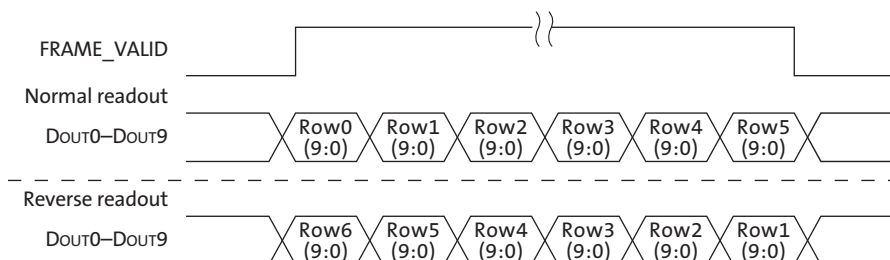 FRAME_VALID
Normal readout
DOUT0–DOUT9
Row0 Row1 Row2 Row3 Row4 Row5
(9:0) (9:0) (9:0) (9:0) (9:0) (9:0)
Reverse readout
DOUT0–DOUT9
Row6 Row5 Row4 Row3 Row2 Row1
(9:0) (9:0) (9:0) (9:0) (9:0) (9:0)